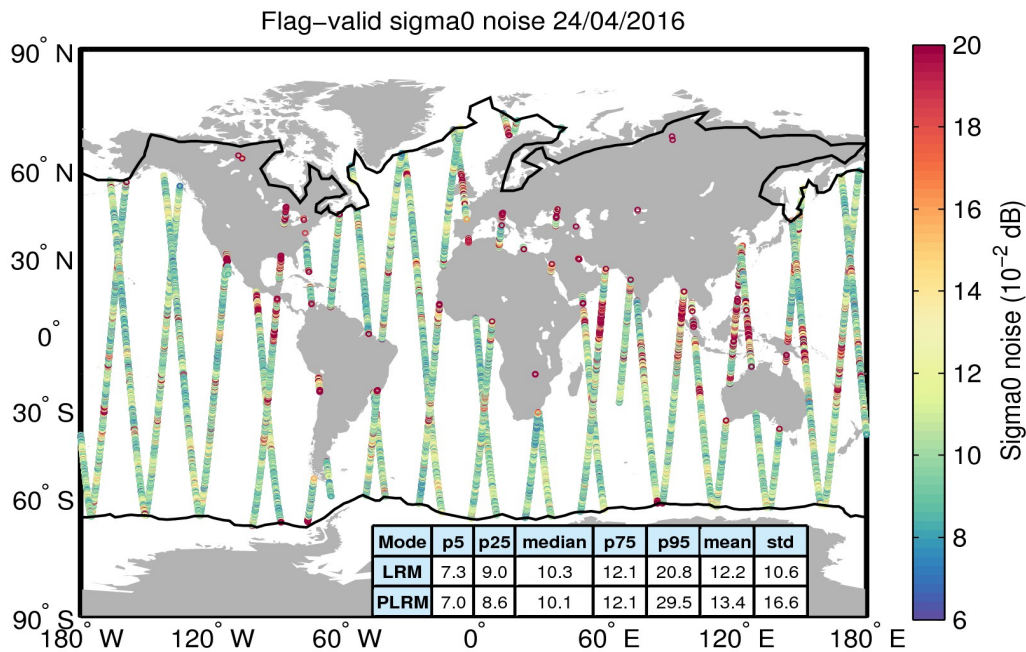 Flag−valid sigma0 noise 24/04/2016
90° N
60° N
30° N
0°
30° S
60° S
90° S
180° W 120° W 60° W 0° 60° E 120° E 180° E
Mode p5 p25 median p75 p95 mean std
LRM 7.3 9.0 10.3 12.1 20.8 12.2 10.6
PLRM 7.0 8.6 10.1 12.1 29.5 13.4 16.6
20
18
16
14
12
10
8
6
Sigma0 noise (10⁻² dB)